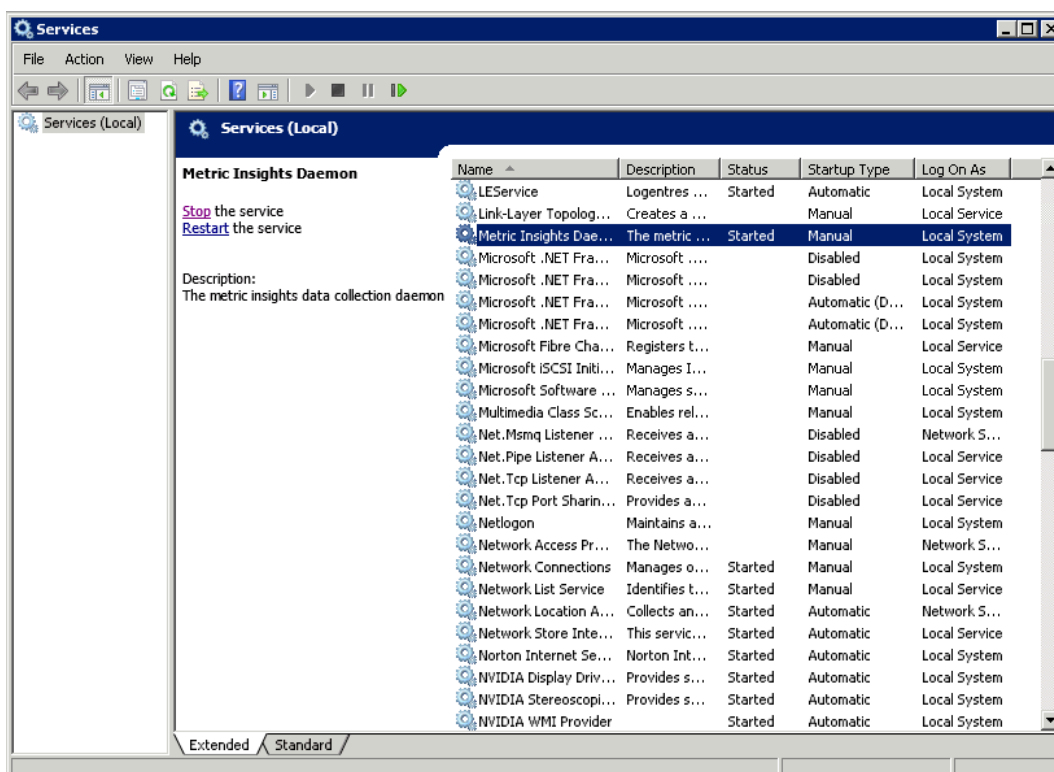 Services
File Action View Help
Services (Local)
Services (Local)
Metric Insights Daemon
Stop the service
Restart the service
Description:
The metric insights data collection daemon
Name Description Status Startup Type Log On As
LEService Logentres ... Started Automatic Local System
Link-Layer Topolog... Creates a ... Manual Local Service
Metric Insights Dae... The metric ... Started Manual Local System
Microsoft .NET Fra... Microsoft .... Disabled Local System
Microsoft .NET Fra... Microsoft .... Disabled Local System
Microsoft .NET Fra... Microsoft .... Automatic (D... Local System
Microsoft .NET Fra... Microsoft .... Automatic (D... Local System
Microsoft Fibre Cha... Registers t... Manual Local Service
Microsoft iSCSI Initi... Manages I... Manual Local System
Microsoft Software ... Manages s... Manual Local System
Multimedia Class Sc... Enables rel... Manual Local System
Net.Msmq Listener ... Receives a... Disabled Network S...
Net.Pipe Listener A... Receives a... Disabled Local Service
Net.Tcp Listener A... Receives a... Disabled Local Service
Net.Tcp Port Sharin... Provides a... Disabled Local Service
Netlogon Maintains a... Manual Local System
Network Access Pr... The Netwo... Manual Network S...
Network Connections Manages o... Started Manual Local System
Network List Service Identifies t... Started Manual Local Service
Network Location A... Collects an... Started Automatic Network S...
Network Store Inte... This servic... Started Automatic Local Service
Norton Internet Se... Norton Int... Started Automatic Local System
NVIDIA Display Driv... Provides s... Started Automatic Local System
NVIDIA Stereoscopi... Provides s... Started Automatic Local System
NVIDIA WMI Provider Started Automatic Local System
Extended Standard